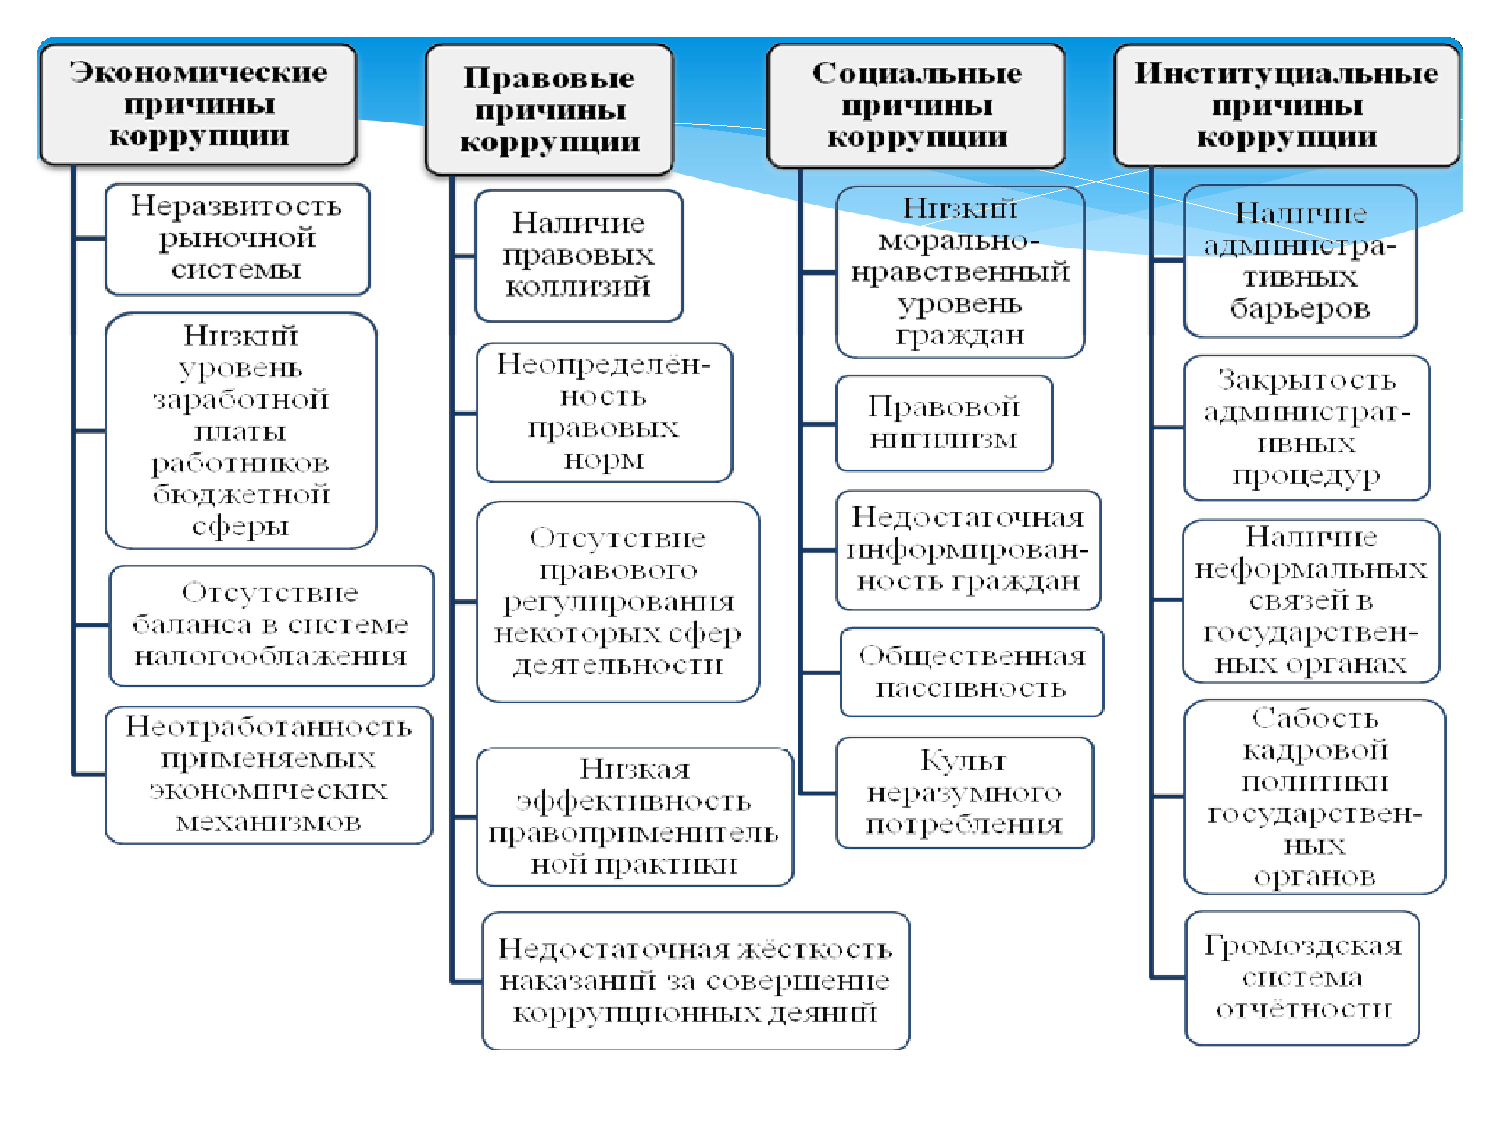 Экономические
причины
коррупции
Неразвитость
рыночной
системы
Низкий
уровень
заработной
платы
работников
бюджетной
сферы
Отсутствие
баланса в системе
налогооблажения
Неотработанность
применяемых
экономических
механизмов
Правовые
причины
коррупции
Наличие
правовых
коллизий
Неопределён-
ность
правовых
норм
Отсутствие
правового
регулирования
некоторых сфер
деятельности
Низкая
эффективность
правоприменитель
ной практики
Недостаточная жёсткость
наказаний за совершение
коррупционных деяний
Социальные
причины
коррупции
Низкий
морально-
нравственный
уровень
граждан
Правовой
нигилизм
Недостаточная
информирован-
ность граждан
Общественная
пассивность
Культ
неразумного
потребления
Институциальные
причины
коррупции
Наличие
администра-
тивных
барьеров
Закрытость
администрат-
ивных
процедур
Наличие
неформальных
связей в
государствен-
ных органах
Сабость
кадровой
политики
государствен-
ных
органов
Громоздская
система
отчётности